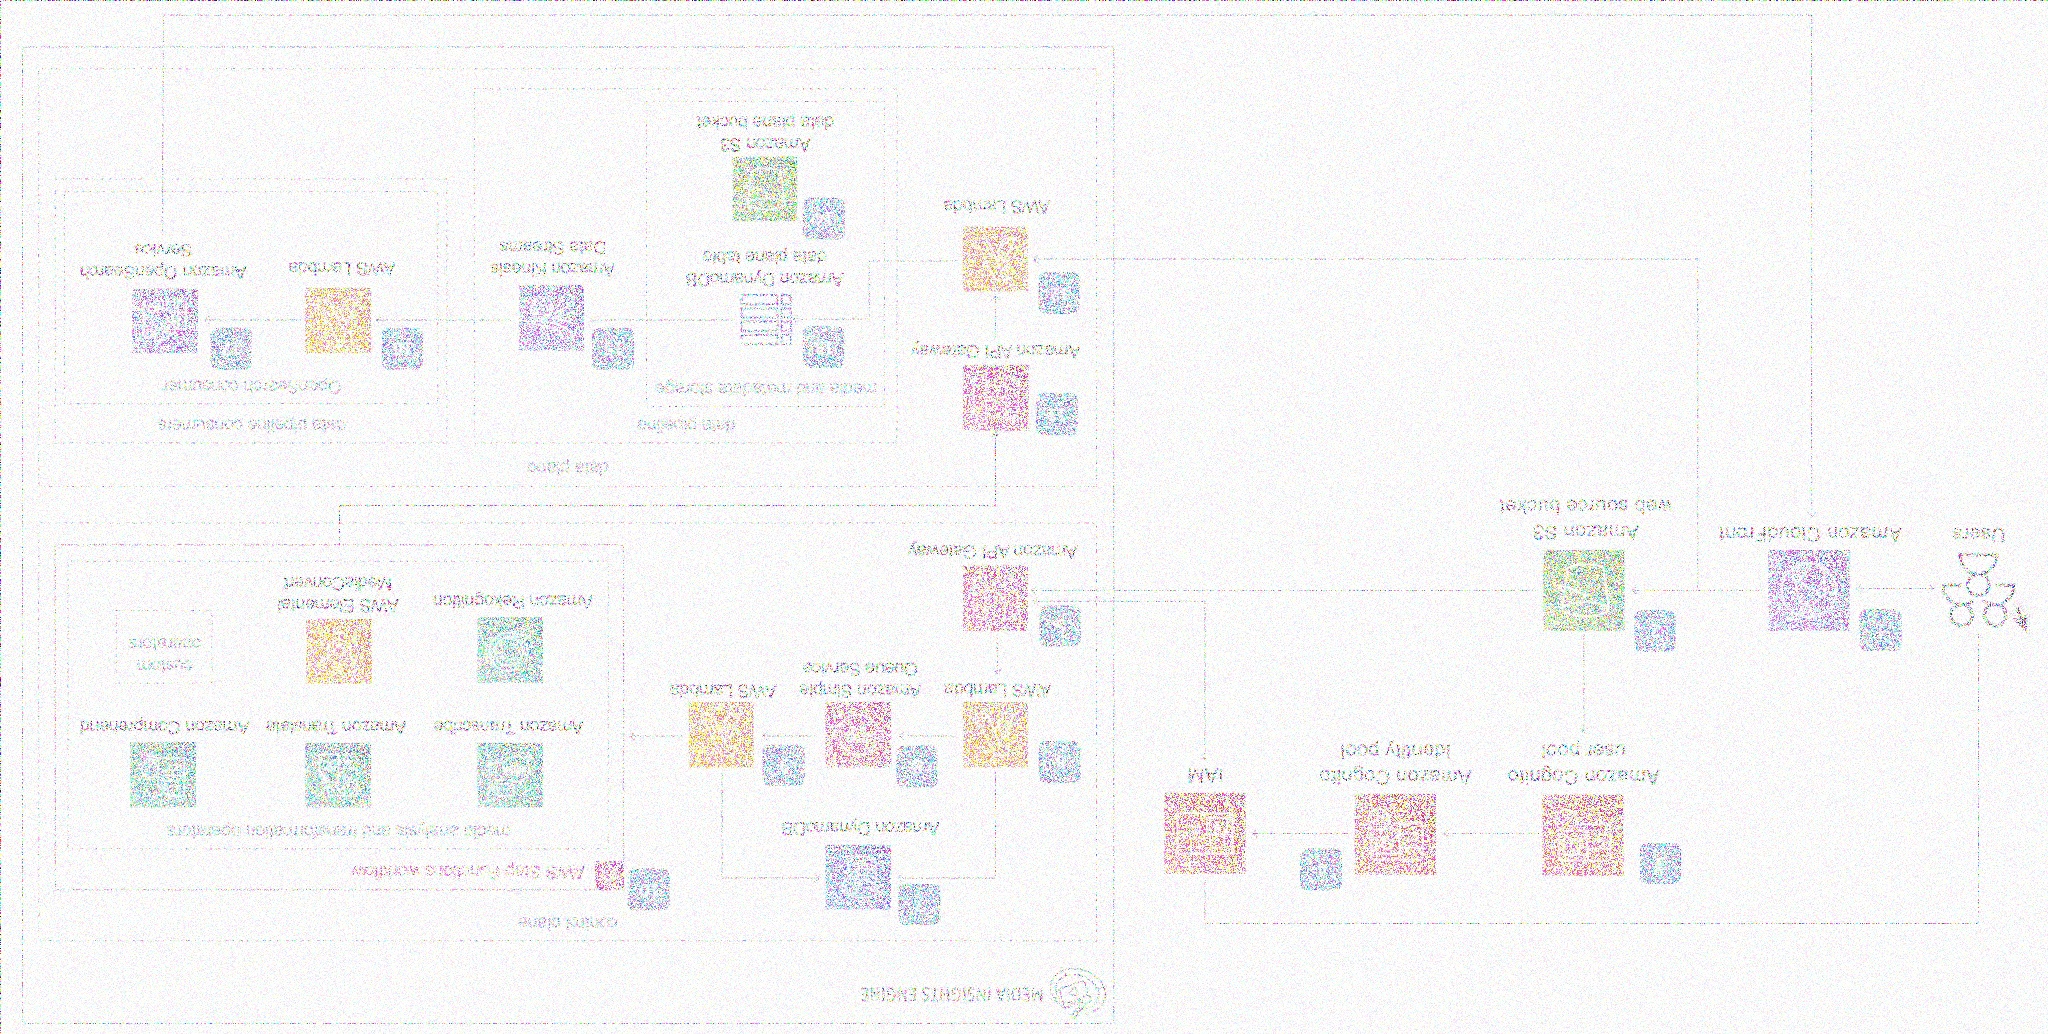 MEDIA INSIGHTS ENGINE
control plane
AWS Step Functions workflow
Amazon DynamoDB
media analysis and transformation operators
Amazon Cognito
user pool
Amazon Cognito
identity pool
IAM
AWS Lambda
Amazon Simple
Queue Service
AWS Lambda
Amazon Transcribe
Amazon Translate
Amazon Comprehend
custom
operators
Amazon Rekognition
AWS Elemental
MediaConvert
Users
Amazon CloudFront
Amazon S3
web source bucket
Amazon API Gateway
data plane
data pipeline
data pipeline consumers
media and metadata storage
OpenSearch consumer
Amazon API Gateway
Amazon DynamoDB
data plane table
Amazon Kinesis
Data Streams
AWS Lambda
Amazon OpenSearch
Service
AWS Lambda
Amazon S3
data plane bucket